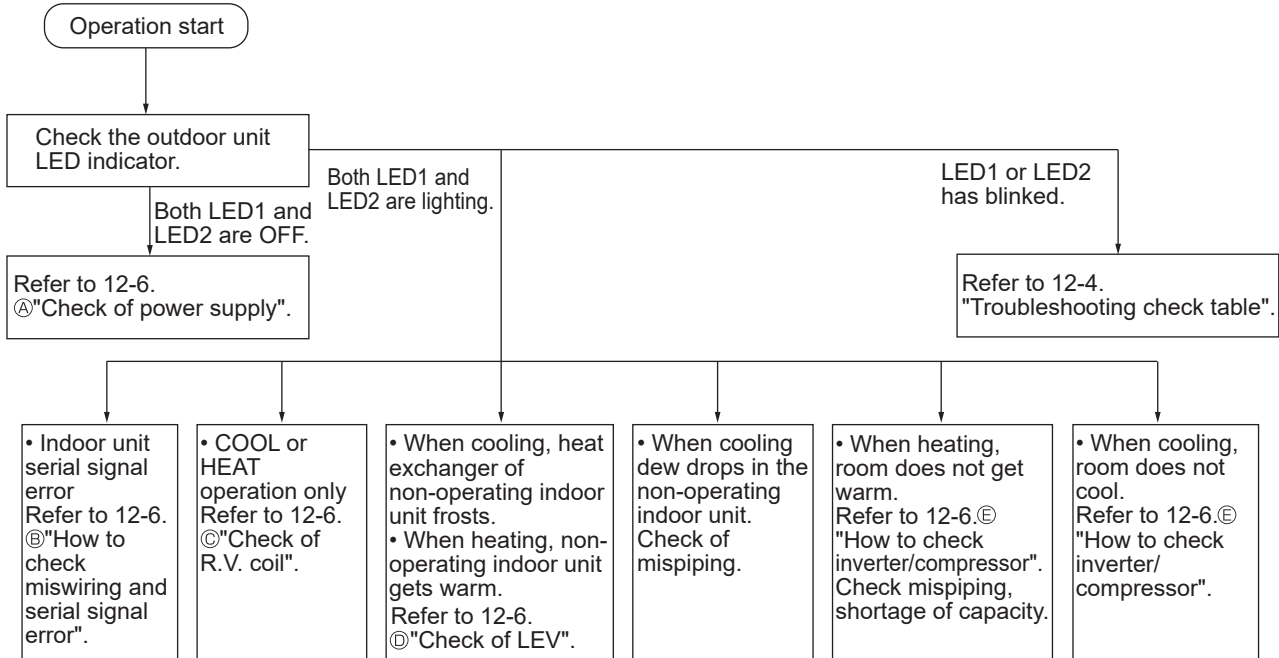 Operation start
Check the outdoor unit
LED indicator.
Both LED1 and
LED2 are OFF.
Both LED1 and
LED2 are lighting.
LED1 or LED2
has blinked.
Refer to 12-6.
Ⓐ"Check of power supply".
Refer to 12-4.
"Troubleshooting check table".
• Indoor unit
serial signal
error
Refer to 12-6.
Ⓑ"How to
check
miswiring and
serial signal
error".
• COOL or
HEAT
operation only
Refer to 12-6.
Ⓒ"Check of
R.V. coil".
• When cooling, heat
exchanger of
non-operating indoor
unit frosts.
• When heating, non-
operating indoor unit
gets warm.
Refer to 12-6.
Ⓓ"Check of LEV".
• When cooling
dew drops in the
non-operating
indoor unit.
Check of
mispiping.
• When heating,
room does not get
warm.
Refer to 12-6.Ⓔ
"How to check
inverter/compressor".
Check mispiping,
shortage of capacity.
• When cooling,
room does not
cool.
Refer to 12-6.Ⓔ
"How to check
inverter/
compressor".